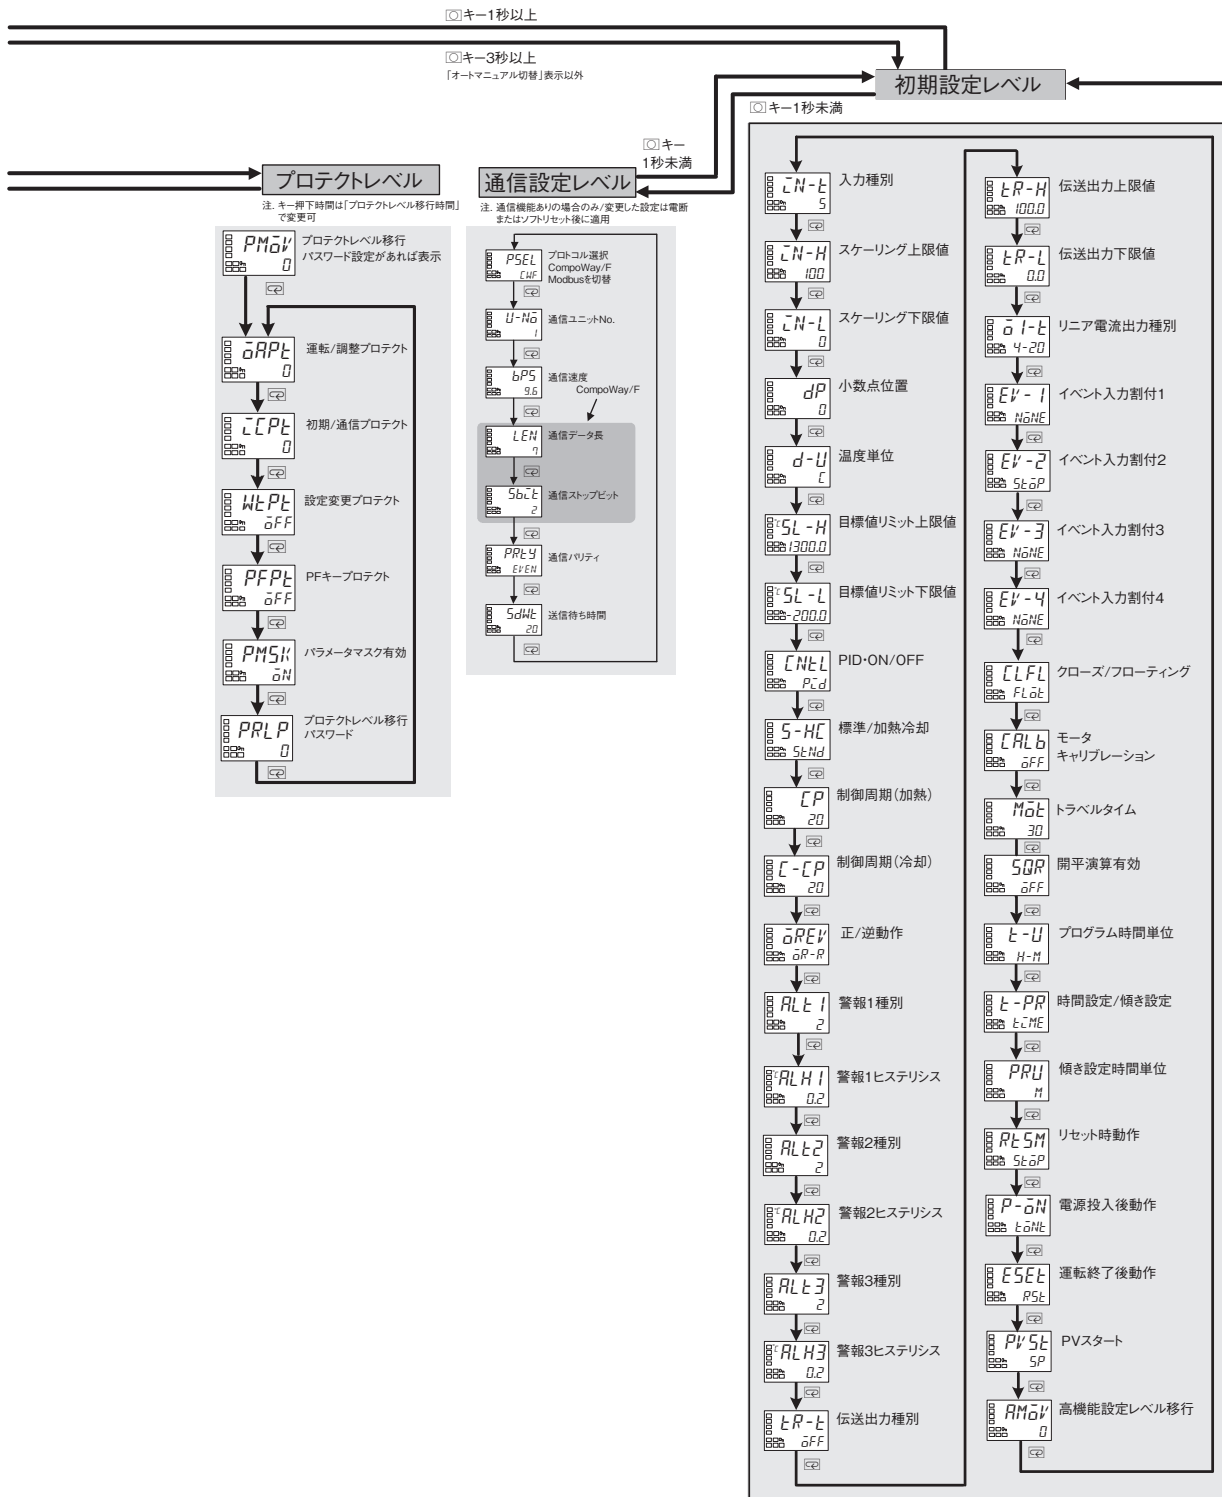 キー1秒以上
キー3秒以上
「オートマニュアル切替」表示以外
初期設定レベル
キー1秒未満
キー
1秒未満
プロテクトレベル
注. キー押下時間は「プロテクトレベル移行時間」
で変更可
PMoV
0
プロテクトレベル移行
パスワード設定があれば表示
oAPt
0
運転/調整プロテクト
iCPt
0
初期/通信プロテクト
WtPt
oFF
設定変更プロテクト
PFPt
oFF
PFキープロテクト
PMSK
oN
パラメータマスク有効
PRLP
0
プロテクトレベル移行
パスワード
通信設定レベル
注. 通信機能ありの場合のみ/変更した設定は電断
またはソフトリセット後に適用
PSEL
CWF
プロトコル選択
CompoWay/F
Modbusを切替
U-No
1
通信ユニットNo.
bPS
9.6
通信速度
CompoWay/F
LEN
7
通信データ長
Sbit
2
通信ストップビット
PRtY
EVEN
通信パリティ
SdWt
20
送信待ち時間
iN-t
5
入力種別
iN-H
100
スケーリング上限値
iN-L
0
スケーリング下限値
dP
0
小数点位置
d-U
C
温度単位
℃SL-H
1300.0
目標値リミット上限値
℃SL-L
-200.0
目標値リミット下限値
CNtL
Pid
PID・ON/OFF
S-HC
StNd
標準/加熱冷却
CP
20
制御周期(加熱)
C-CP
20
制御周期(冷却)
oREV
oR-R
正/逆動作
ALt1
2
警報1種別
℃ALH1
0.2
警報1ヒステリシス
ALt2
2
警報2種別
℃ALH2
0.2
警報2ヒステリシス
ALt3
2
警報3種別
℃ALH3
0.2
警報3ヒステリシス
tR-t
oFF
伝送出力種別
tR-H
100.0
伝送出力上限値
tR-L
0.0
伝送出力下限値
o1-t
4-20
リニア電流出力種別
EV-1
NoNE
イベント入力割付1
EV-2
StoP
イベント入力割付2
EV-3
NoNE
イベント入力割付3
EV-4
NoNE
イベント入力割付4
CLFL
FLot
クローズ/フローティング
CALb
oFF
モータ
キャリブレーション
Mot
30
トラベルタイム
SQR
oFF
開平演算有効
t-U
H-M
プログラム時間単位
t-PR
tiME
時間設定/傾き設定
PRU
M
傾き設定時間単位
RtSM
StoP
リセット時動作
P-oN
CoNt
電源投入後動作
ESEt
RSt
運転終了後動作
PVSt
SP
PVスタート
AMoV
0
高機能設定レベル移行